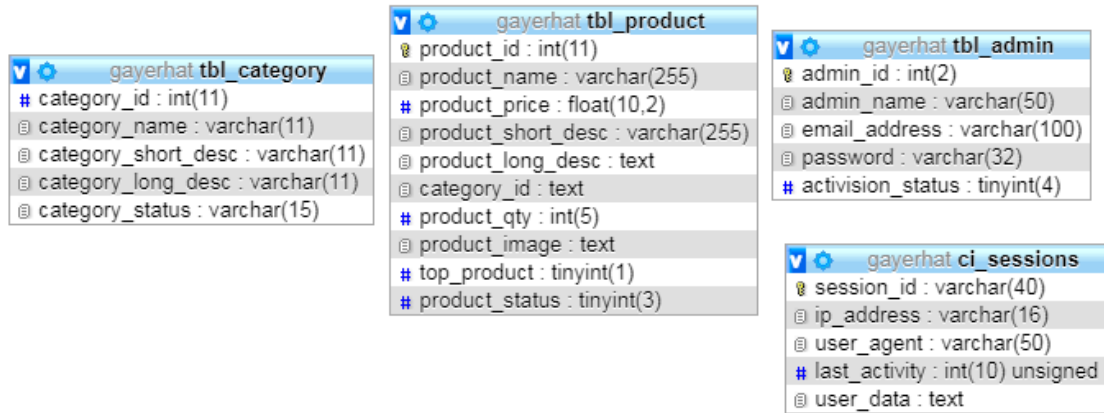 gayerhat tbl_category
category_id : int(11)
category_name : varchar(11)
category_short_desc : varchar(11)
category_long_desc : varchar(11)
category_status : varchar(15)
gayerhat tbl_product
product_id : int(11)
product_name : varchar(255)
product_price : float(10,2)
product_short_desc : varchar(255)
product_long_desc : text
category_id : text
product_qty : int(5)
product_image : text
top_product : tinyint(1)
product_status : tinyint(3)
gayerhat tbl_admin
admin_id : int(2)
admin_name : varchar(50)
email_address : varchar(100)
password : varchar(32)
activision_status : tinyint(4)
gayerhat ci_sessions
session_id : varchar(40)
ip_address : varchar(16)
user_agent : varchar(50)
last_activity : int(10) unsigned
user_data : text